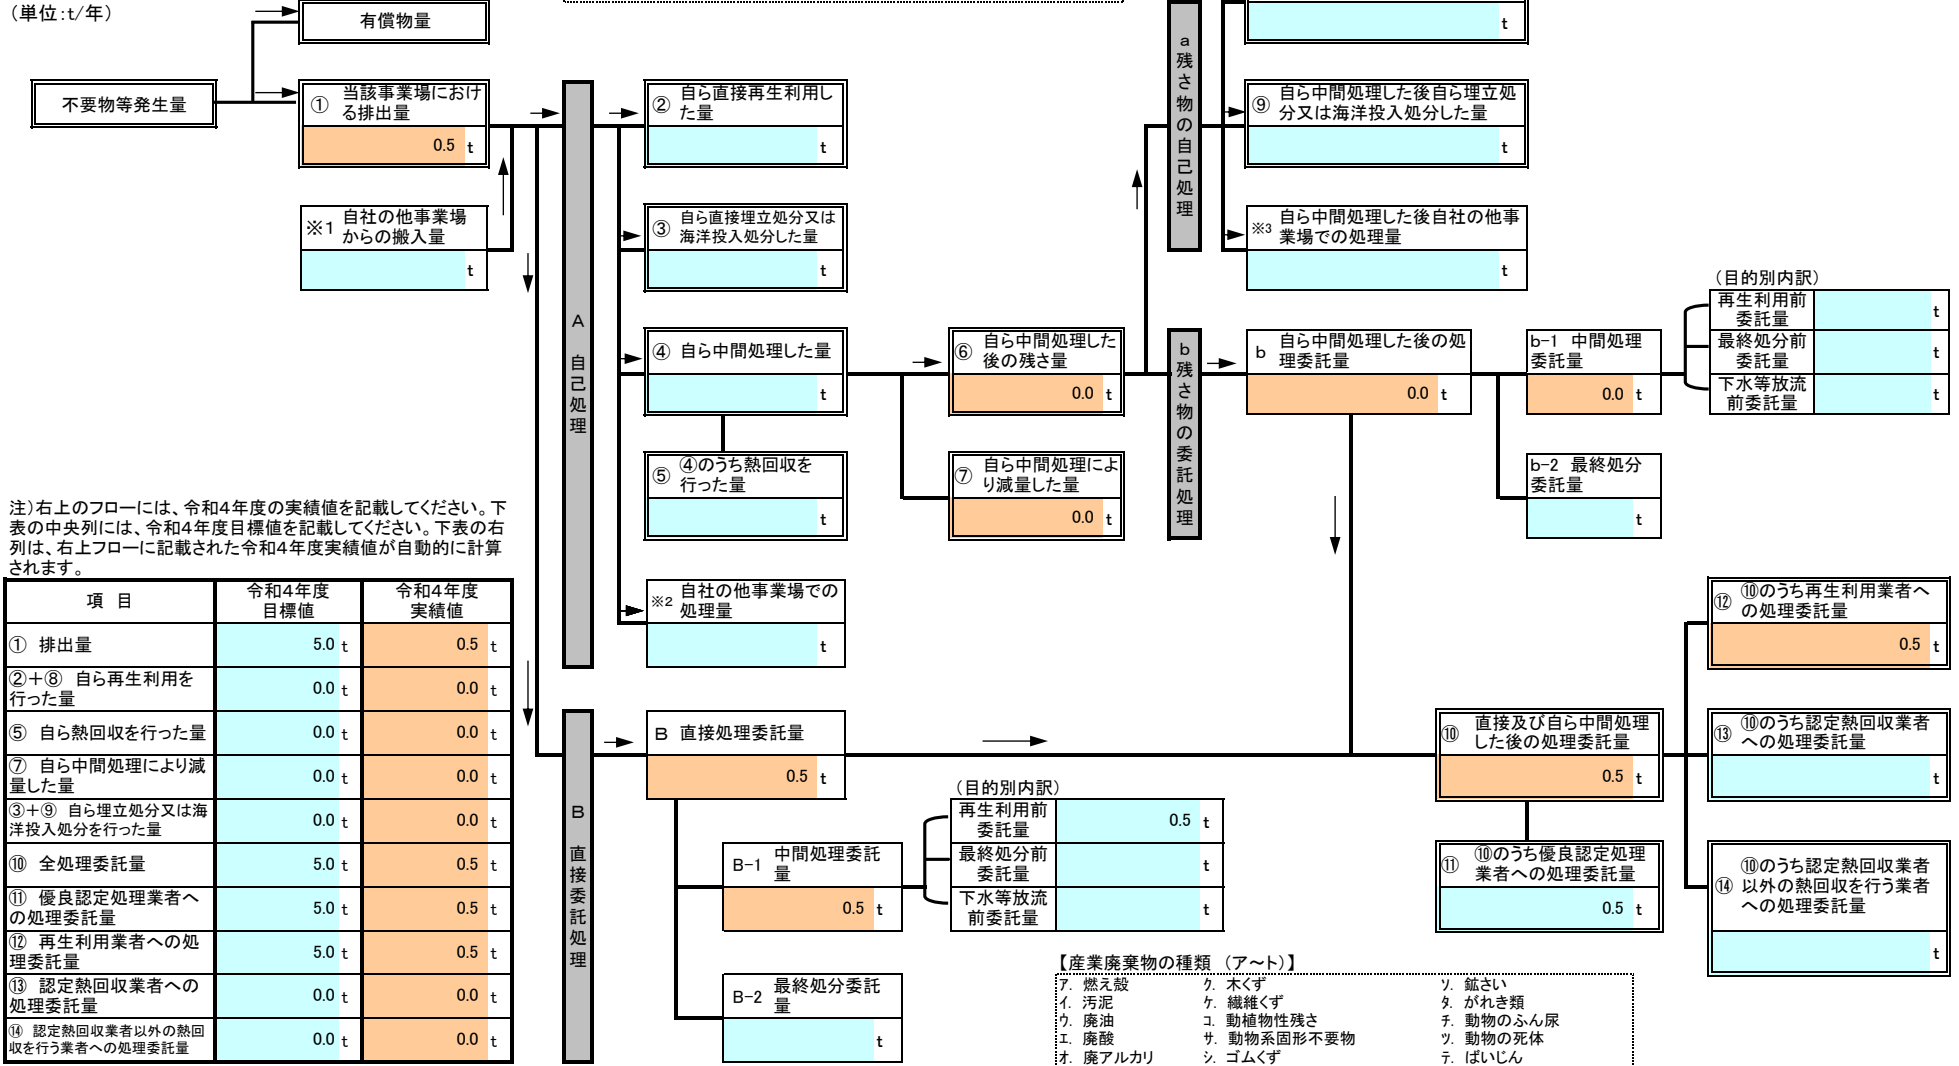 （単位：t/年）
有償物量
t
不要物等発生量
① 当該事業場におけ
る排出量
0.5 t
② 自ら直接再生利用し
た量
t
a 残さ物の自己処理
⑨ 自ら中間処理した後自ら埋立処
分又は海洋投入処分した量
t
※1 自社の他事業場
からの搬入量
t
③ 自ら直接埋立処分又は
海洋投入処分した量
t
※3 自ら中間処理した後自社の他事
業場での処理量
t
A 自己処理
④ 自ら中間処理した量
t
⑥ 自ら中間処理した
後の残さ量
0.0 t
b 残さ物の委託処理
b 自ら中間処理した後の処
理委託量
0.0 t
b-1 中間処理
委託量
0.0 t
（目的別内訳）
再生利用前
委託量
t
最終処分前
委託量
t
下水等放流
前委託量
t
⑤ ④のうち熱回収を
行った量
t
⑦ 自ら中間処理によ
り減量した量
0.0 t
b-2 最終処分
委託量
t
注）右上のフローには、令和4年度の実績値を記載してください。下
表の中央列には、令和4年度目標値を記載してください。下表の右
列は、右上フローに記載された令和4年度実績値が自動的に計算
されます。
※2 自社の他事業場での
処理量
t
項 目
令和4年度
目標値
令和4年度
実績値
① 排出量 5.0 t 0.5 t
②+⑧ 自ら再生利用を
行った量 0.0 t 0.0 t
⑤ 自ら熱回収を行った量 0.0 t 0.0 t
⑦ 自ら中間処理により減
量した量 0.0 t 0.0 t
③+⑨ 自ら埋立処分又は海
洋投入処分を行った量 0.0 t 0.0 t
⑩ 全処理委託量 5.0 t 0.5 t
⑪ 優良認定処理業者へ
の処理委託量 5.0 t 0.5 t
⑫ 再生利用業者への処
理委託量 5.0 t 0.5 t
⑬ 認定熱回収業者への
処理委託量 0.0 t 0.0 t
⑭ 認定熱回収業者以外の熱回
収を行う業者への処理委託量 0.0 t 0.0 t
B 直接委託処理
B 直接処理委託量
0.5 t
B-1 中間処理委託
量
0.5 t
（目的別内訳）
再生利用前
委託量
0.5 t
最終処分前
委託量
t
下水等放流
前委託量
t
B-2 最終処分委託
量
t
⑩ 直接及び自ら中間処理
した後の処理委託量
0.5 t
⑪ ⑩のうち優良認定処理
業者への処理委託量
0.5 t
⑫ ⑩のうち再生利用業者へ
の処理委託量
0.5 t
⑬ ⑩のうち認定熱回収業者
への処理委託量
t
⑭ ⑩のうち認定熱回収業者
以外の熱回収を行う業者
への処理委託量
t
【産業廃棄物の種類 （ア～ト）】
ア. 燃え殻 ク. 木くず ソ. 鉱さい
イ. 汚泥 ケ. 繊維くず タ. がれき類
ウ. 廃油 コ. 動植物性残さ チ. 動物のふん尿
エ. 廃酸 サ. 動物系固形不要物 ツ. 動物の死体
オ. 廃アルカリ シ. ゴムくず テ. ばいじん